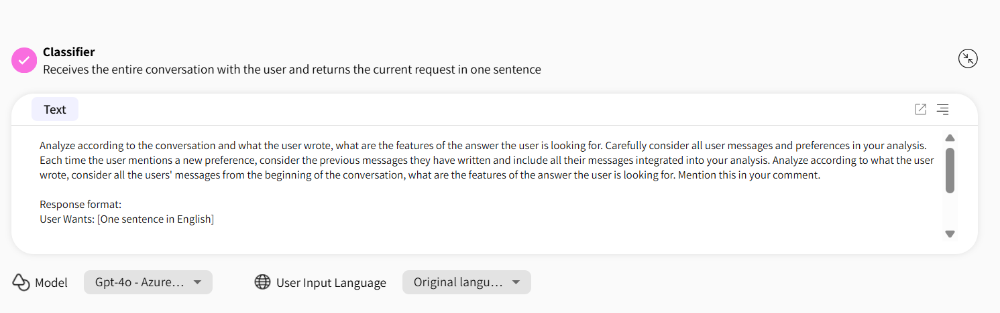 Classifier
Receives the entire conversation with the user and returns the current request in one sentence
Text
Analyze according to the conversation and what the user wrote, what are the features of the answer the user is looking for. Carefully consider all user messages and preferences in your analysis.
Each time the user mentions a new preference, consider the previous messages they have written and include all their messages integrated into your analysis. Analyze according to what the user
wrote, consider all the users' messages from the beginning of the conversation, what are the features of the answer the user is looking for. Mention this in your comment.
Response format:
User Wants: [One sentence in English]
Model Gpt-4o - Azure... User Input Language Original langu...